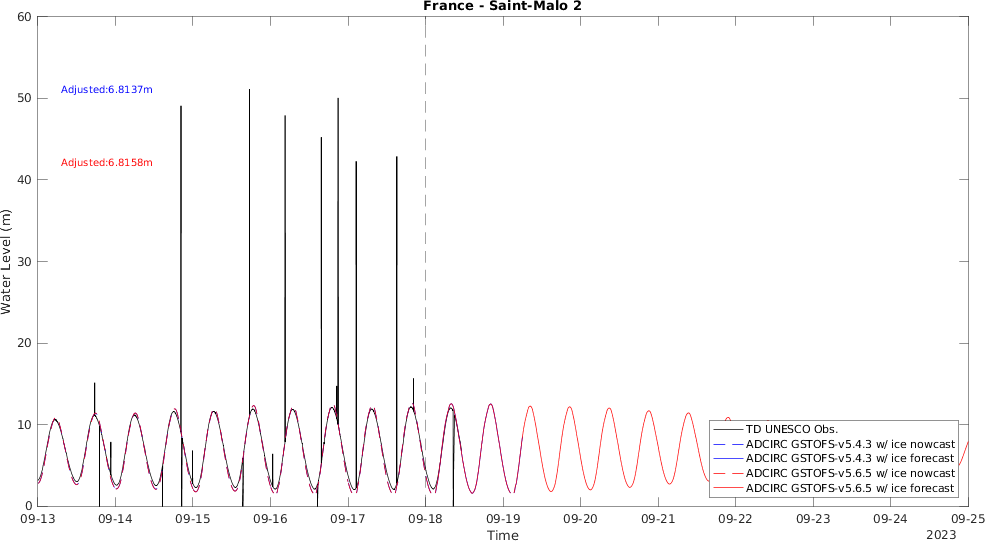 France - Saint-Malo 2
60
50
40
30
20
10
0
Water Level (m)
Adjusted:6.8137m
Adjusted:6.8158m
TD UNESCO Obs.
ADCIRC GSTOFS-v5.4.3 w/ ice nowcast
ADCIRC GSTOFS-v5.4.3 w/ ice forecast
ADCIRC GSTOFS-v5.6.5 w/ ice nowcast
ADCIRC GSTOFS-v5.6.5 w/ ice forecast
09-13 09-14 09-15 09-16 09-17 09-18 09-19 09-20 09-21 09-22 09-23 09-24 09-25
Time
2023